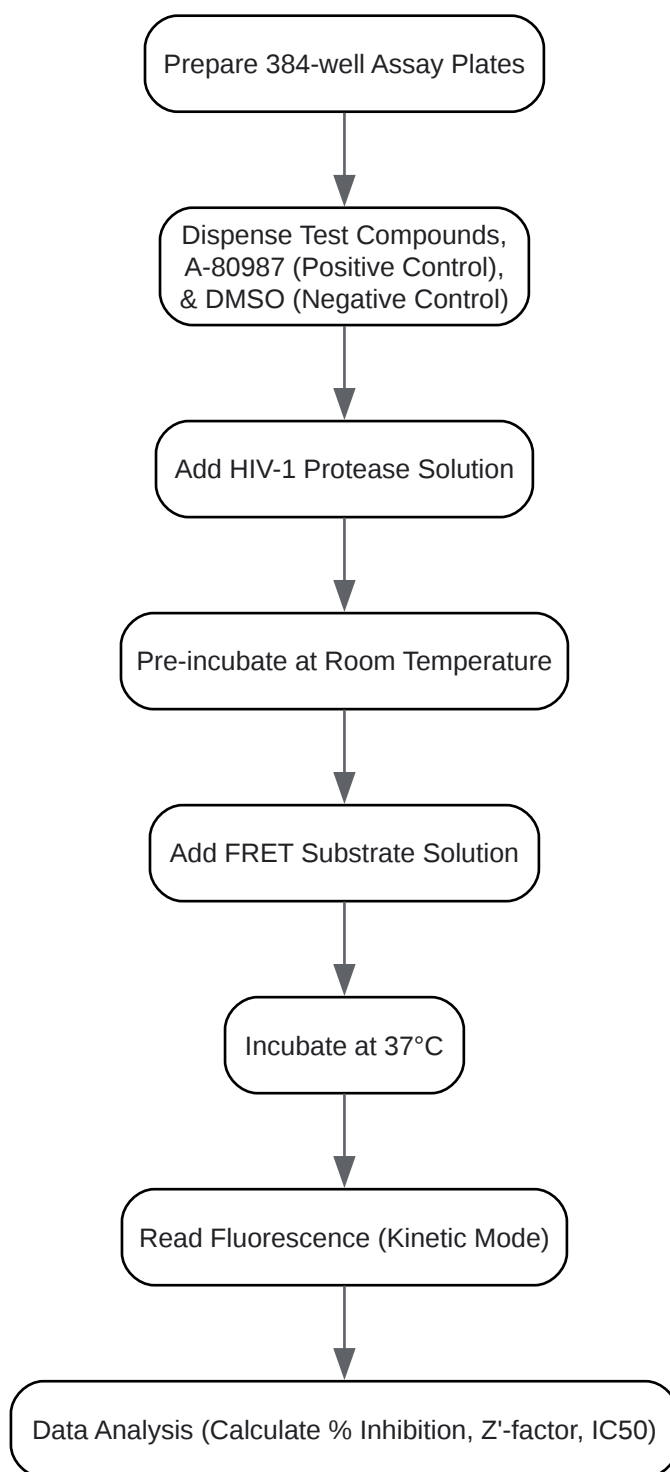 Prepare 384-well Assay Plates
Dispense Test Compounds,
A-80987 (Positive Control),
& DMSO (Negative Control)
Add HIV-1 Protease Solution
Pre-incubate at Room Temperature
Add FRET Substrate Solution
Incubate at 37°C
Read Fluorescence (Kinetic Mode)
Data Analysis (Calculate % Inhibition, Z'-factor, IC50)